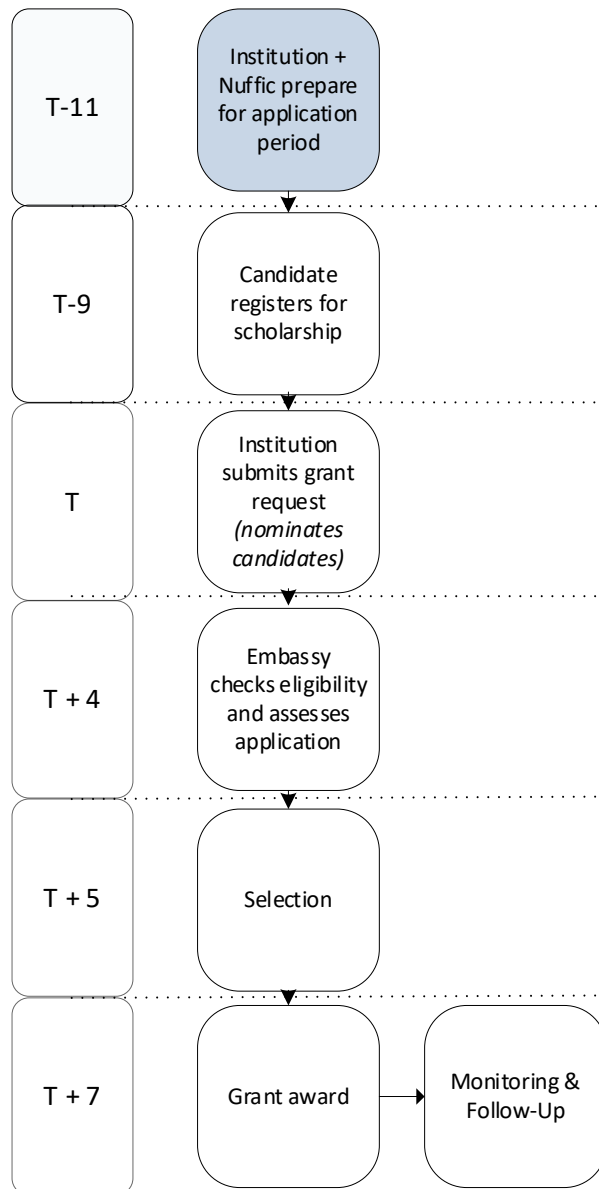 T-11
Institution +
Nuffic prepare
for application
period
T-9
Candidate
registers for
scholarship
T
Institution
submits grant
request
(nominates
candidates)
T + 4
Embassy
checks eligibility
and assesses
application
T + 5
Selection
T + 7
Grant award
Monitoring &
Follow-Up